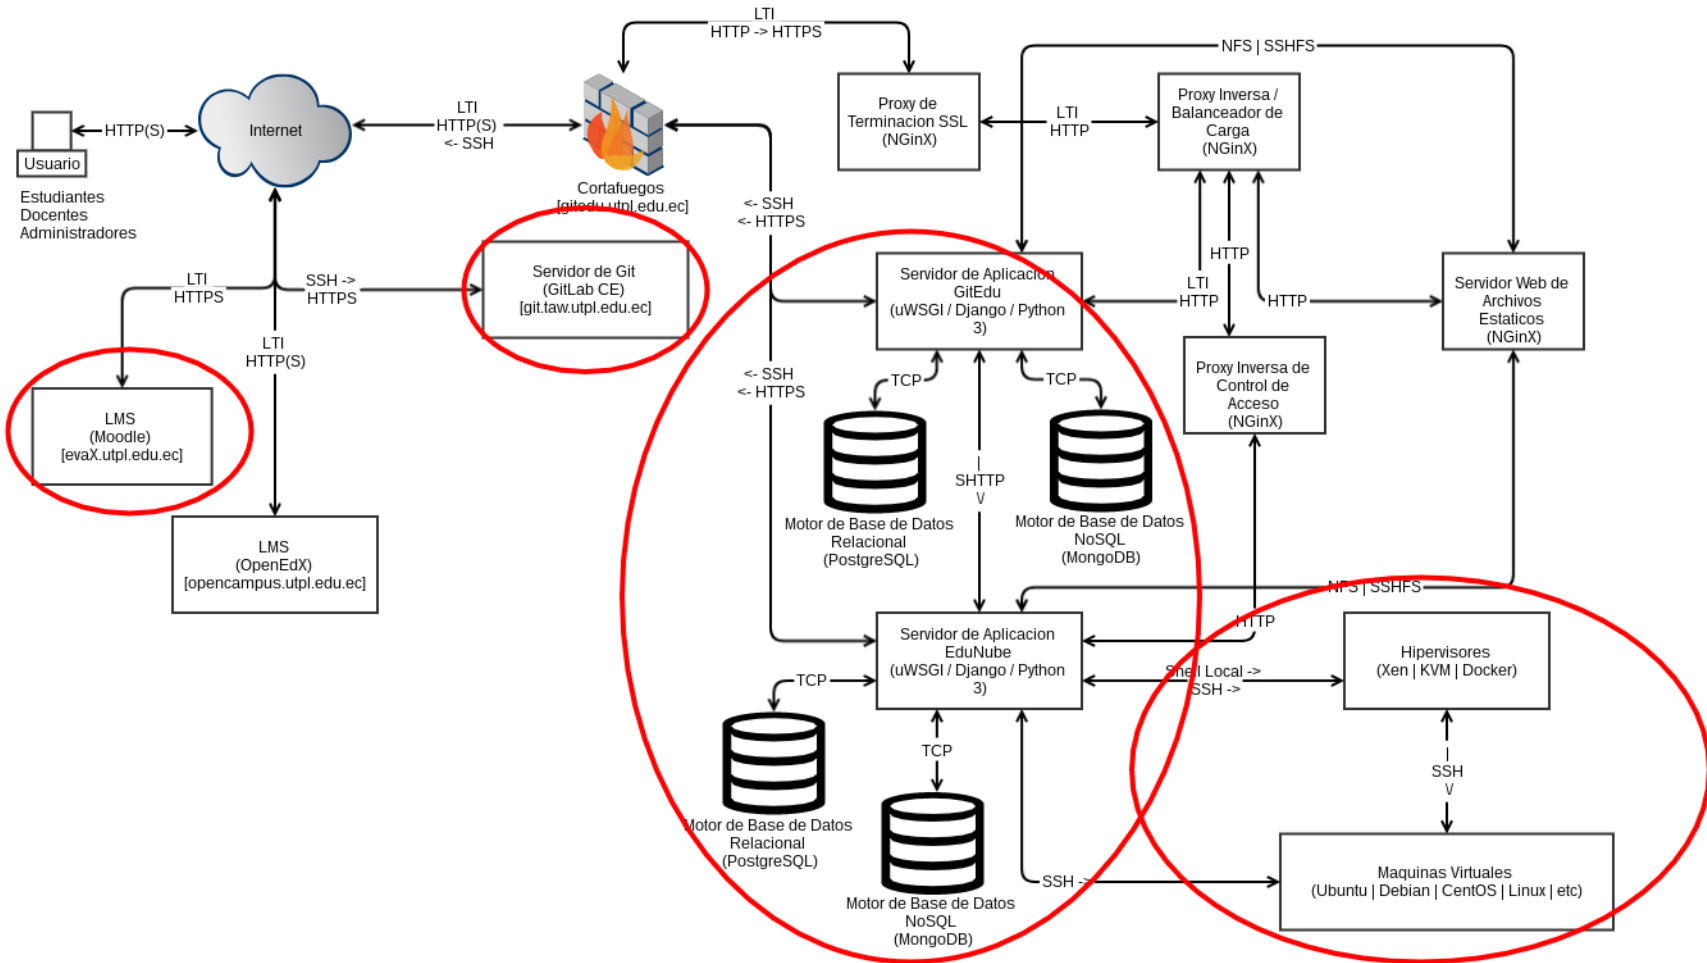 LTI
HTTP -> HTTPS
NFS | SSHFS
Usuario
HTTP(S)
Internet
LTI
HTTP(S)
<- SSH
Estudiantes
Docentes
Administradores
Cortafuegos
[gitedu.utpl.edu.ec]
Proxy de
Terminacion SSL
(NGinX)
LTI
HTTP
Proxy Inversa /
Balanceador de
Carga
(NGinX)
<- SSH
<- HTTPS
LTI
HTTPS
SSH ->
HTTPS
Servidor de Git
(GitLab CE)
[git.taw.utpl.edu.ec]
Servidor de Aplicacion
GitEdu
(uWSGI / Django / Python
3)
HTTP
LTI
HTTP
HTTP
Servidor Web de
Archivos
Estaticos
(NGinX)
LTI
HTTP(S)
<- SSH
<- HTTPS
TCP
TCP
Proxy Inversa de
Control de
Acceso
(NGinX)
LMS
(Moodle)
[evaX.utpl.edu.ec]
|
SHTTP
\/
Motor de Base de Datos
Relacional
(PostgreSQL)
Motor de Base de Datos
NoSQL
(MongoDB)
LMS
(OpenEdX)
[opencampus.utpl.edu.ec]
NFS | SSHFS
HTTP
Servidor de Aplicacion
EduNube
(uWSGI / Django / Python
3)
Shell Local ->
SSH ->
Hipervisores
(Xen | KVM | Docker)
TCP
TCP
|
SSH
\/
Motor de Base de Datos
Relacional
(PostgreSQL)
Motor de Base de Datos
NoSQL
(MongoDB)
SSH ->
Maquinas Virtuales
(Ubuntu | Debian | CentOS | Linux | etc)